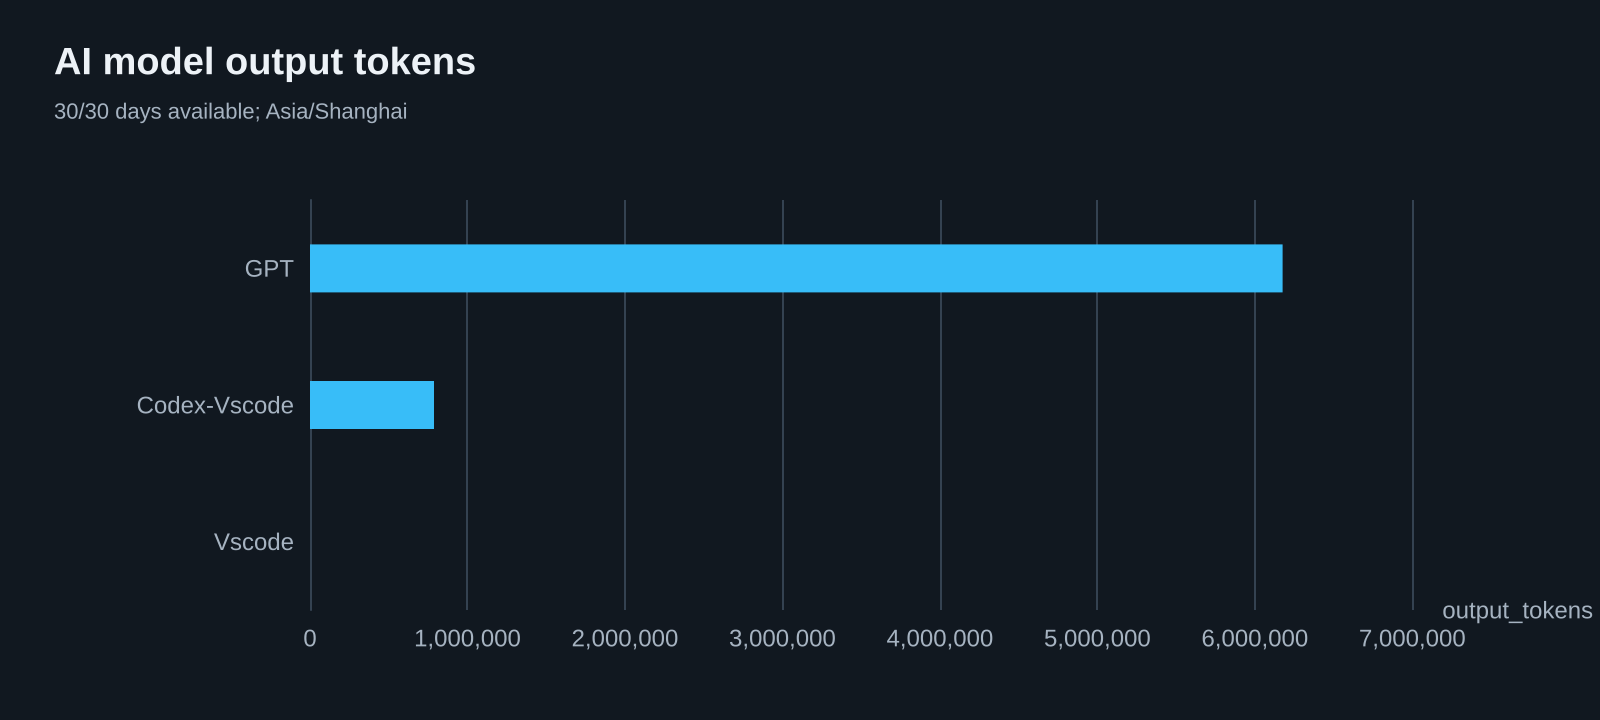 AI model output tokens
30/30 days available; Asia/Shanghai
GPT
Codex-Vscode
Vscode
output_tokens
0 1,000,000 2,000,000 3,000,000 4,000,000 5,000,000 6,000,000 7,000,000